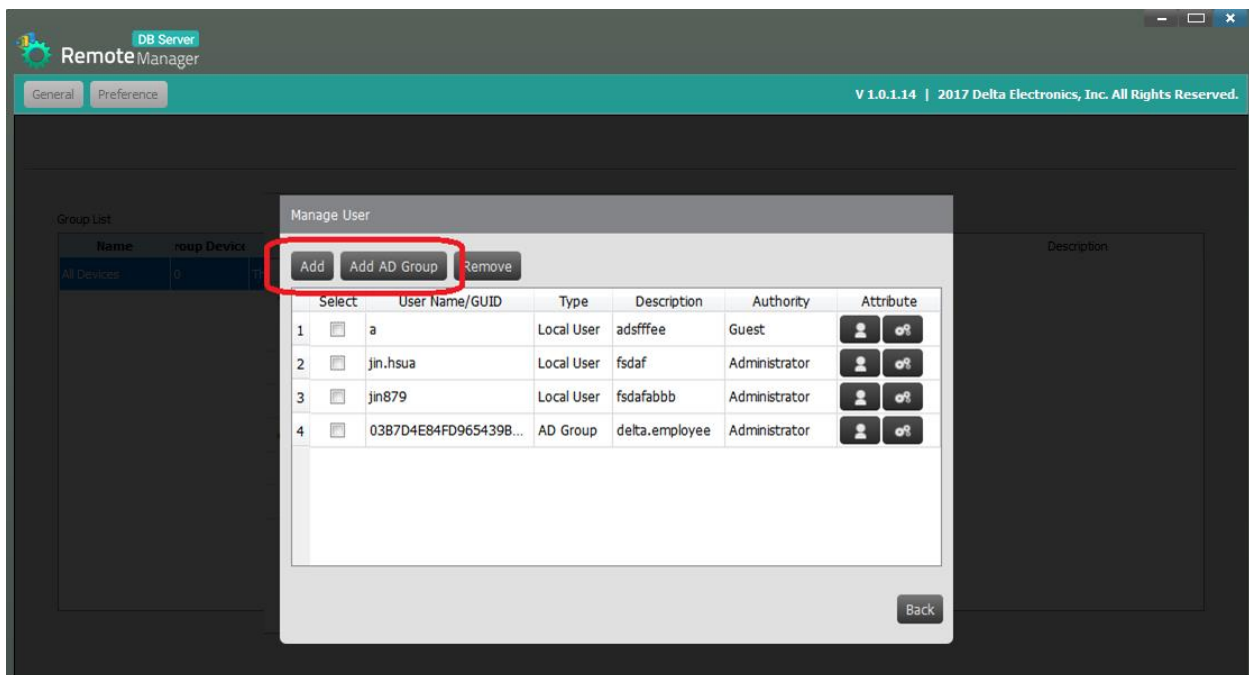 DB Server
RemoteManager
General Preference V 1.0.1.14 | 2017 Delta Electronics, Inc. All Rights Reserved.
Manage User
Group List
Name roup Device Description
Add Add AD Group Remove
All Devices 0 Th
Select User Name/GUID Type Description Authority Attribute
1 a Local User adsfffee Guest
2 jin.hsua Local User fsdaf Administrator
3 jin879 Local User fsdafabbb Administrator
4 03B7D4E84FD965439B... AD Group delta.employee Administrator
Back